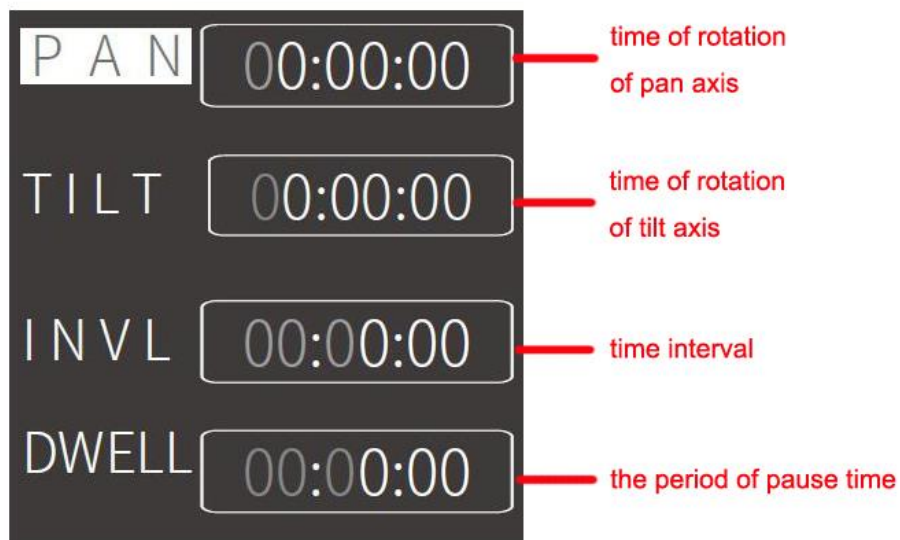 PAN 00:00:00 time of rotation
of pan axis
TILT 00:00:00 time of rotation
of tilt axis
INVL 00:00:00 time interval
DWELL 00:00:00 the period of pause time